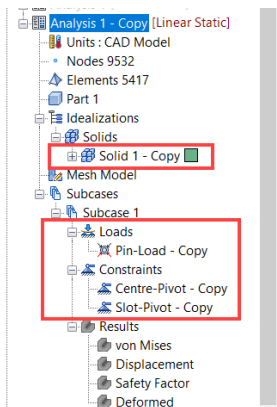 Analysis 1 - Copy [Linear Static]
Units : CAD Model
Nodes 9532
Elements 5417
Part 1
Idealizations
Solids
Solid 1 - Copy
Mesh Model
Subcases
Subcase 1
Loads
Pin-Load - Copy
Constraints
Centre-Pivot - Copy
Slot-Pivot - Copy
Results
von Mises
Displacement
Safety Factor
Deformed